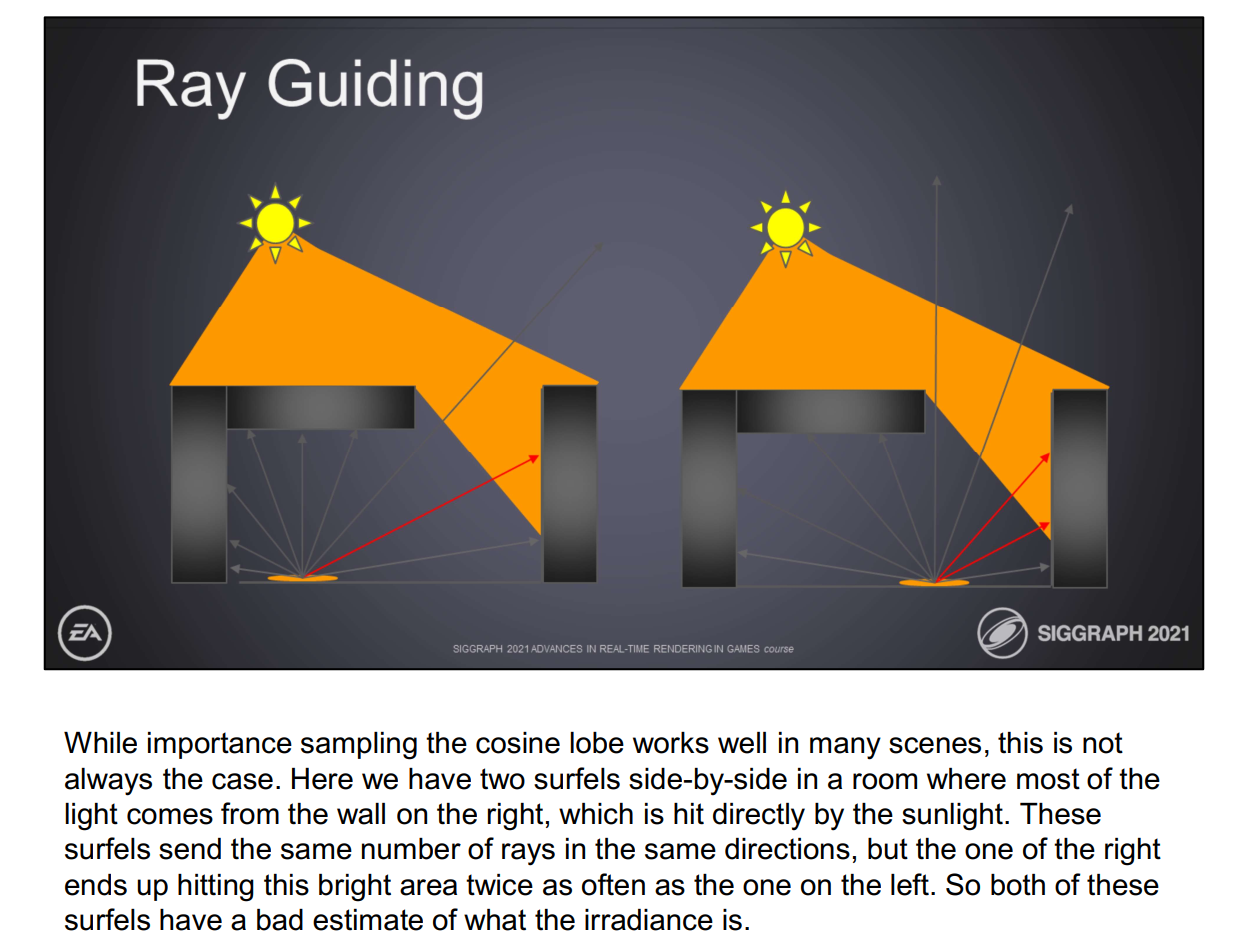 Ray Guiding
EA
SIGGRAPH 2021
SIGGRAPH 2021 ADVANCES IN REAL-TIME RENDERING IN GAMES course
While importance sampling the cosine lobe works well in many scenes, this is not
always the case. Here we have two surfels side-by-side in a room where most of the
light comes from the wall on the right, which is hit directly by the sunlight. These
surfels send the same number of rays in the same directions, but the one of the right
ends up hitting this bright area twice as often as the one on the left. So both of these
surfels have a bad estimate of what the irradiance is.